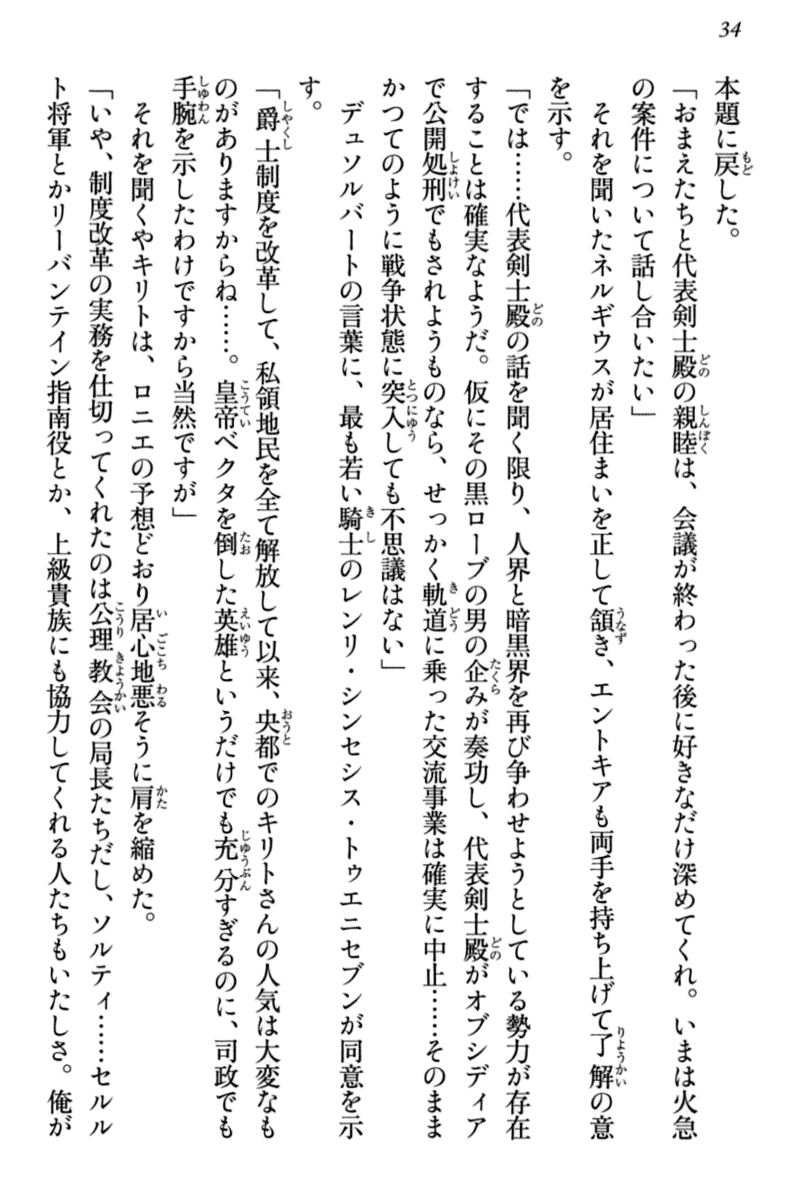 34
本題に戻した。
「おまえたちと代表剣士殿の親睦は、会議が終わった後に好きなだけ深めてくれ。いまは火急
の案件について話し合いたい」
それを聞いたネルギウスが居住まいを正して頷き、エントキアも両手を持ち上げて了解の意
を示す。
「では……代表剣士殿の話を聞く限り、人界と暗黒界を再び争わせようとしている勢力が存在
することは確実なようだ。仮にその黒ローブの男の企みが奏功し、代表剣士殿がオブシディア
で公開処刑でもされようものなら、せっかく軌道に乗った交流事業は確実に中止……そのまま
かつてのように戦争状態に突入しても不思議はない」
デュソルバートの言葉に、最も若い騎士のレンリ・シンセシス・トゥエニセブンが同意を示
す。
「爵士制度を改革して、私領地民を全て解放して以来、央都でのキリトさんの人気は大変なも
のがありますからね……。皇帝ベクタを倒した英雄というだけでも充分すぎるのに、司政でも
手腕を示したわけですから当然ですが」
それを聞くやキリトは、ロニエの予想どおり居心地悪そうに肩を縮めた。
「いや、制度改革の実務を仕切ってくれたのは公理教会の局長たちだし、ソルティ……セルル
ト将軍とかリーバンテイン指南役とか、上級貴族にも協力してくれる人たちもいたしさ。俺が